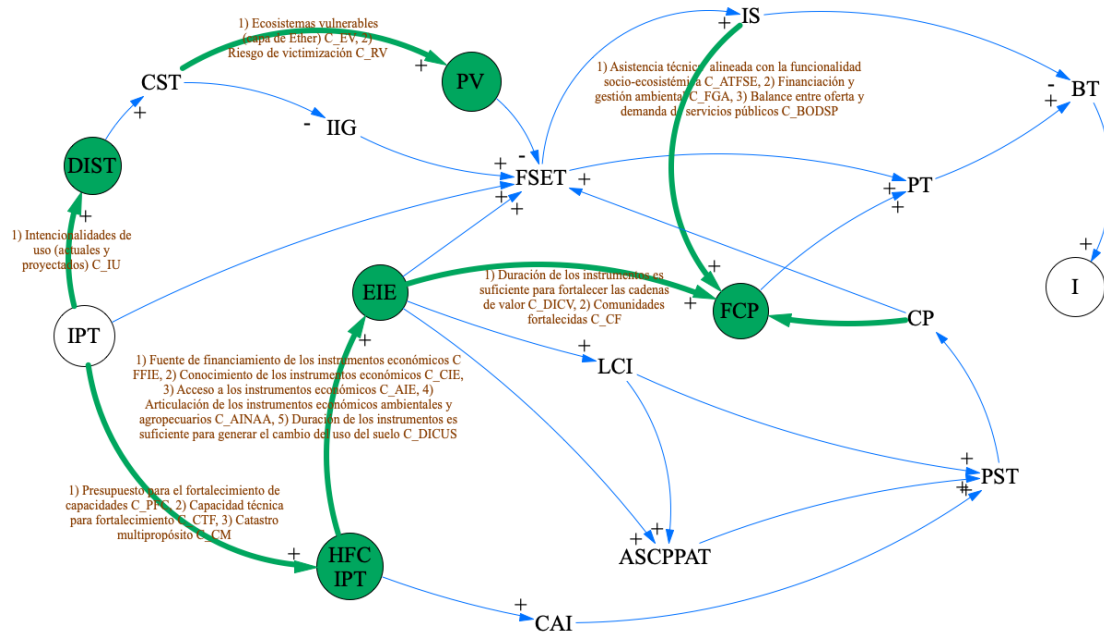 IS
1) Ecosistemas vulnerables
(capa de Ether) C_EV, 2)
Riesgo de victimización C_RV
+
+
CST
PV
1) Asistencia técnica alineada con la funcionalidad
socio-ecosistémica C_ATFSE, 2) Financiación y
gestión ambiental C_FGA, 3) Balance entre oferta y
demanda de servicios públicos C_BODSP
-
BT
+
+
-
IIG
DIST
-
+
FSET
+
+
+
PT
+
+
+
+
1) Intencionalidades de
uso (actuales y
proyectados) C_IU
+
+
I
EIE
1) Duración de los instrumentos es
suficiente para fortalecer las cadenas
de valor C_DICV, 2) Comunidades
fortalecidas C_CF
+
FCP
CP
IPT
+
+
LCI
1) Fuente de financiamiento de los instrumentos económicos C
FFIE, 2) Conocimiento de los instrumentos económicos C_CIE,
3) Acceso a los instrumentos económicos C_AIE, 4)
Articulación de los instrumentos económicos ambientales y
agropecuarios C_AINAA, 5) Duración de los instrumentos es
suficiente para generar el cambio del uso del suelo C_DICUS
+
PST
+
+
1) Presupuesto para el fortalecimiento de
capacidades C_PFC, 2) Capacidad técnica
para fortalecimiento C_CTF, 3) Catastro
multipropósito C_CM
+
+
+
ASCPPAT
HFC
IPT
+
CAI